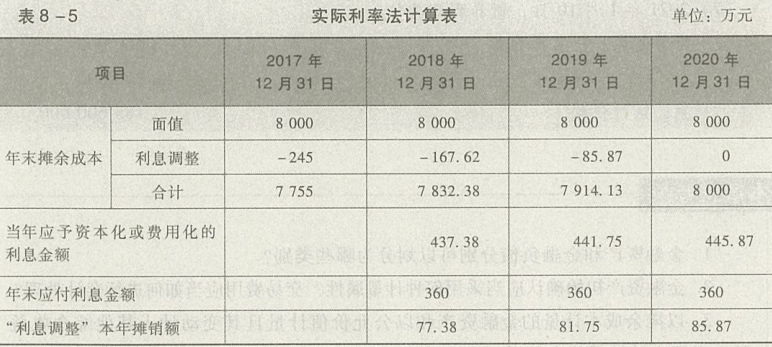 表8-5 实际利率法计算表 单位：万元
项目 2017年12月31日 2018年12月31日 2019年12月31日 2020年12月31日
年末摊余成本 面值 8 000 8 000 8 000 8 000
利息调整 -245 -167.62 -85.87 0
合计 7 755 7 832.38 7 914.13 8 000
当年应予资本化或费用化的
利息金额 437.38 441.75 445.87
年末应付利息金额 360 360 360
“利息调整”本年摊销额 77.38 81.75 85.87